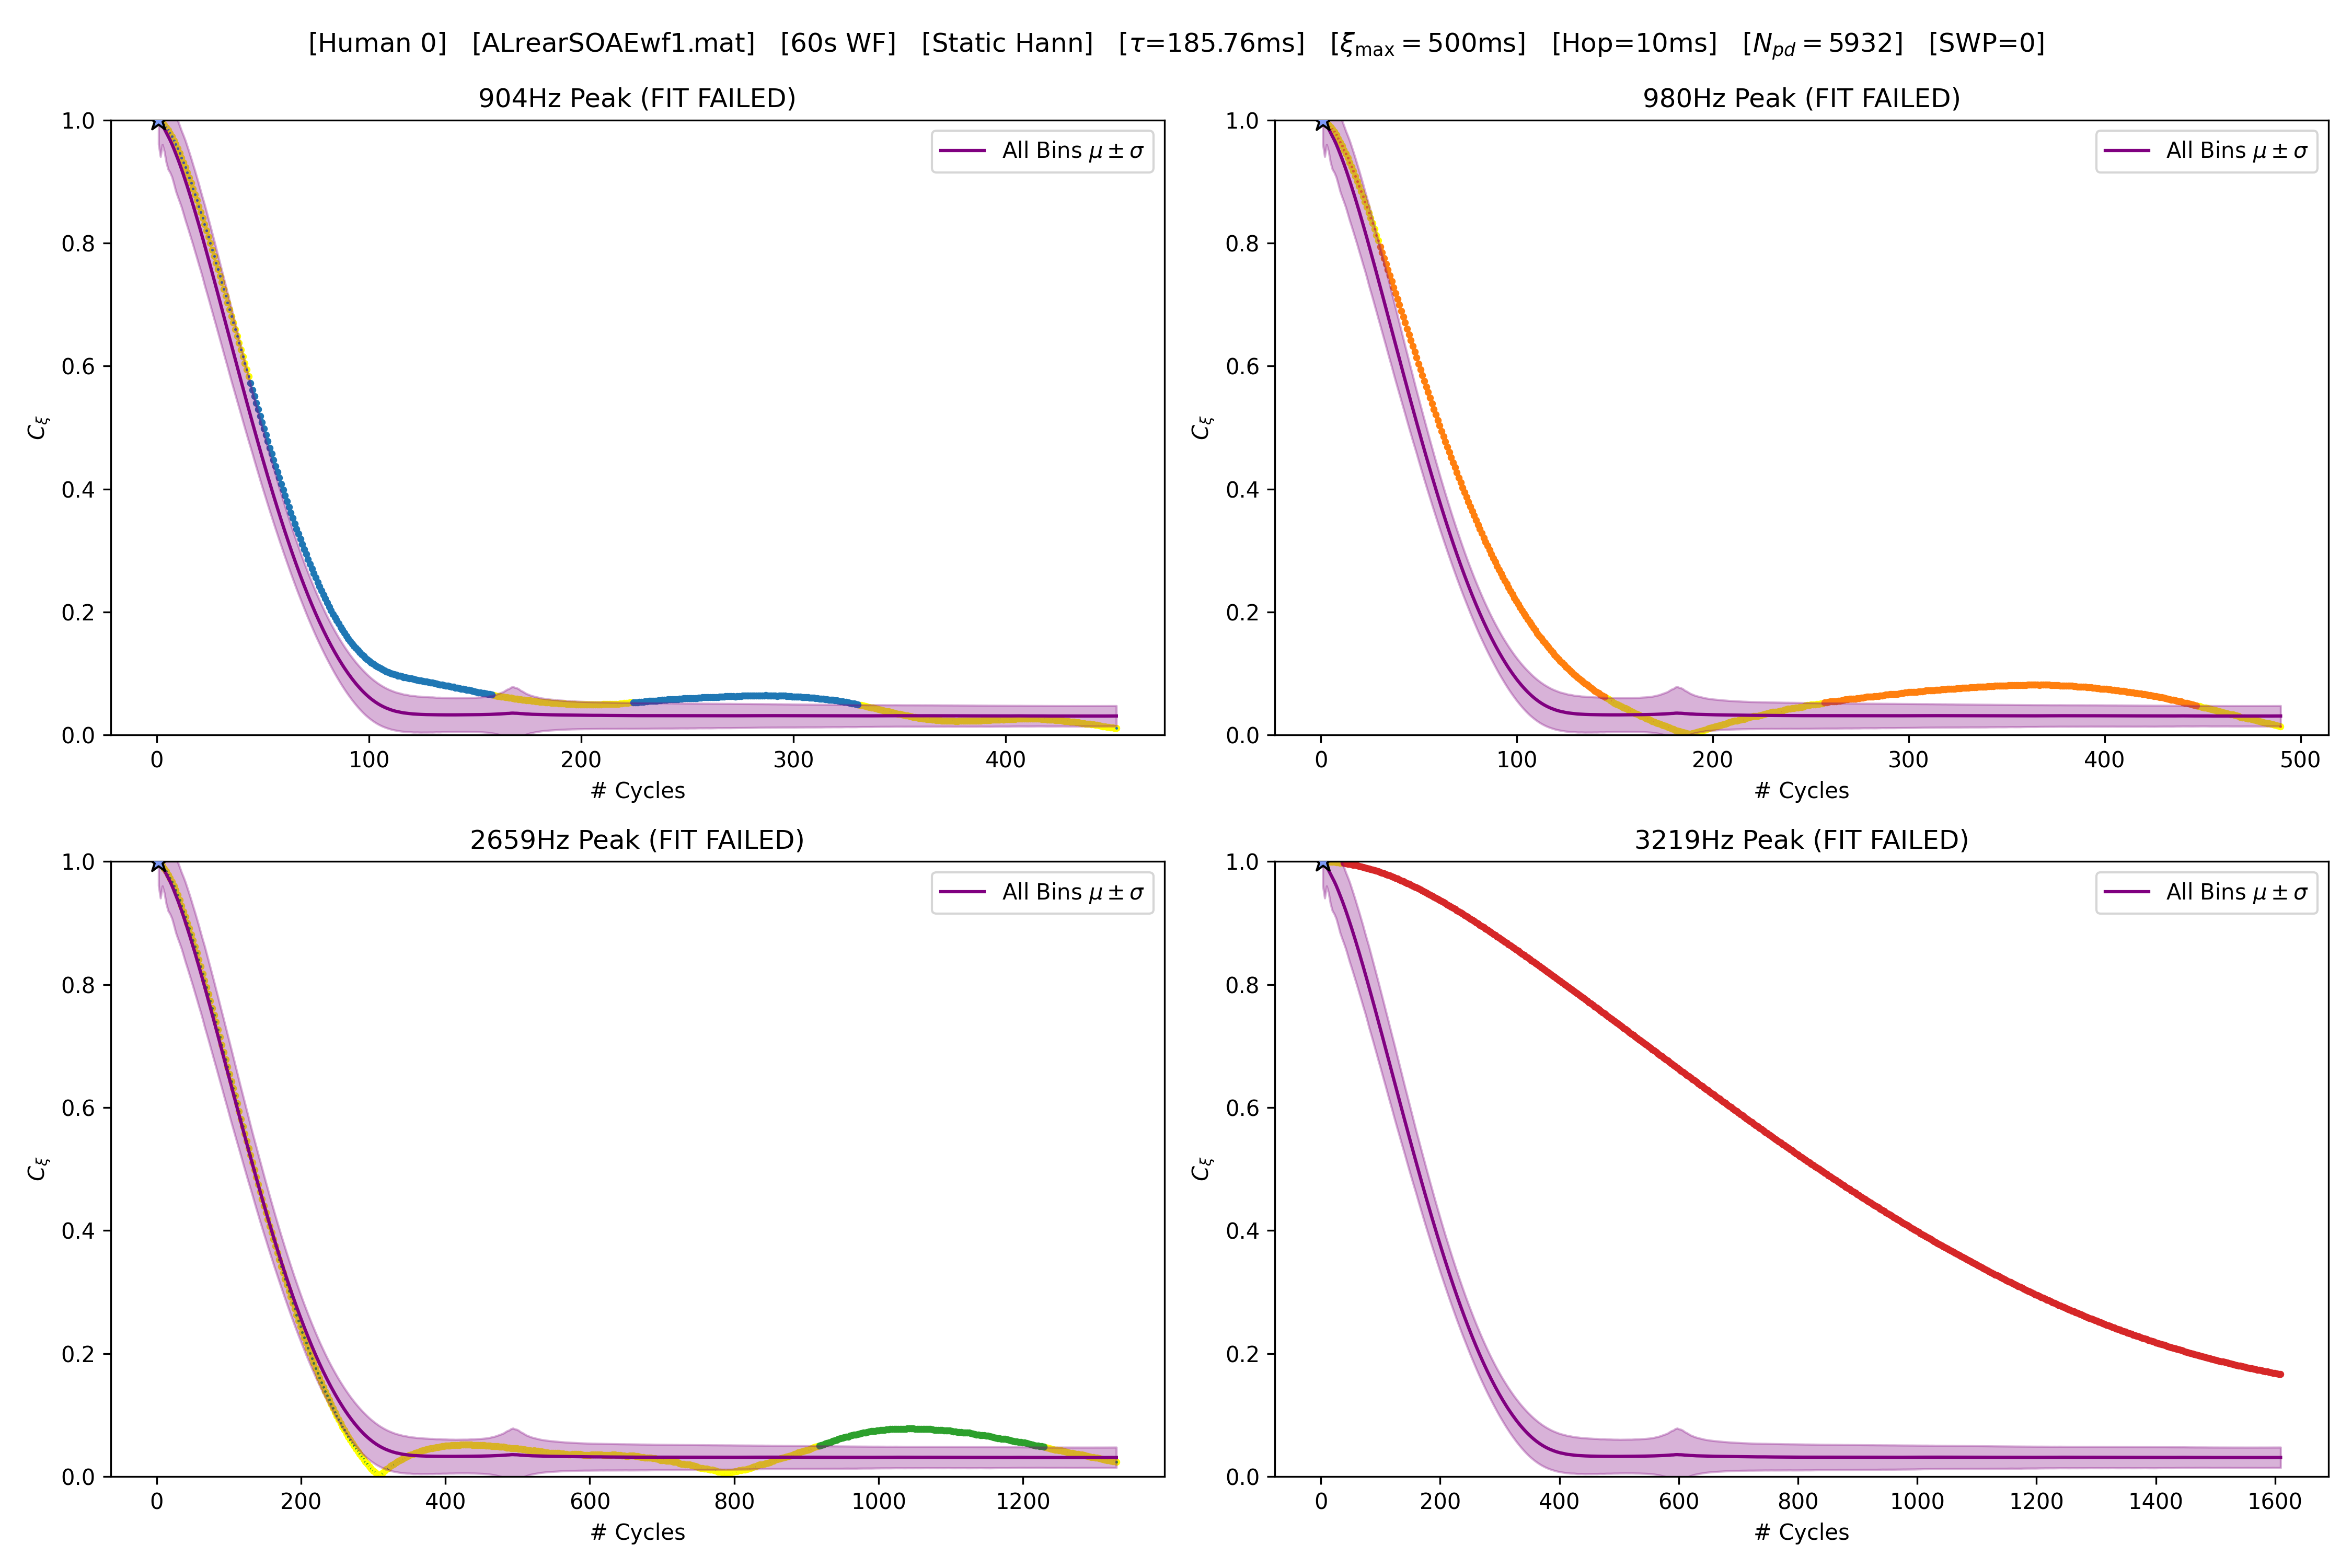 [Human 0] [ALrearSOAEwf1.mat] [60s WF] [Static Hann] [τ=185.76ms] [ξmax = 500ms] [Hop=10ms] [Npd = 5932] [SWP=0]
904Hz Peak (FIT FAILED)
1.0
0.8
0.6
0.4
0.2
0.0
Cξ
All Bins μ ± σ
0 100 200 300 400
# Cycles
980Hz Peak (FIT FAILED)
1.0
0.8
0.6
0.4
0.2
0.0
Cξ
All Bins μ ± σ
0 100 200 300 400 500
# Cycles
2659Hz Peak (FIT FAILED)
1.0
0.8
0.6
0.4
0.2
0.0
Cξ
All Bins μ ± σ
0 200 400 600 800 1000 1200
# Cycles
3219Hz Peak (FIT FAILED)
1.0
0.8
0.6
0.4
0.2
0.0
Cξ
All Bins μ ± σ
0 200 400 600 800 1000 1200 1400 1600
# Cycles